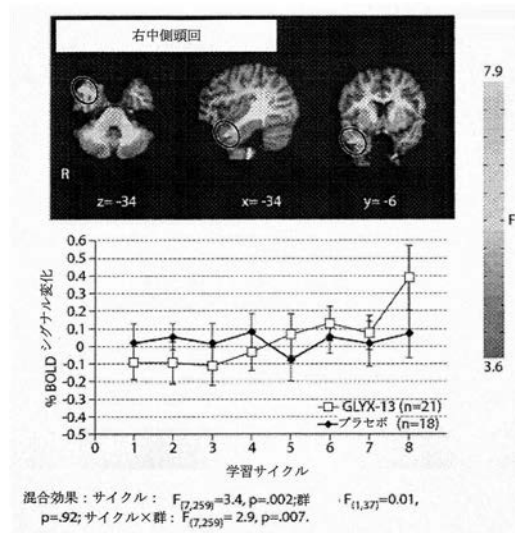 右中側頭回
7.9
R
z= -34
x= -34
y= -6
F
3.6
% BOLD シグナル変化
0.6
0.5
0.4
0.3
0.2
0.1
0
-0.1
-0.2
-0.3
-0.4
-0.5
GLYX-13 (n=21)
プラセボ (n=18)
0 1 2 3 4 5 6 7 8
学習サイクル
混合効果：サイクル： F(7,259)=3.4, p=.002;群 F(1,37)=0.01,
p=.92; サイクル×群：F(7,259)= 2.9, p=.007.